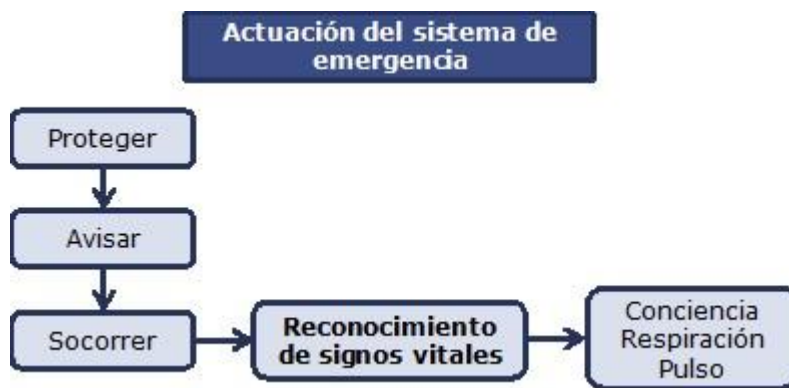 Actuación del sistema de
emergencia
Proteger
Avisar
Socorrer
Reconocimiento
de signos vitales
Conciencia
Respiración
Pulso